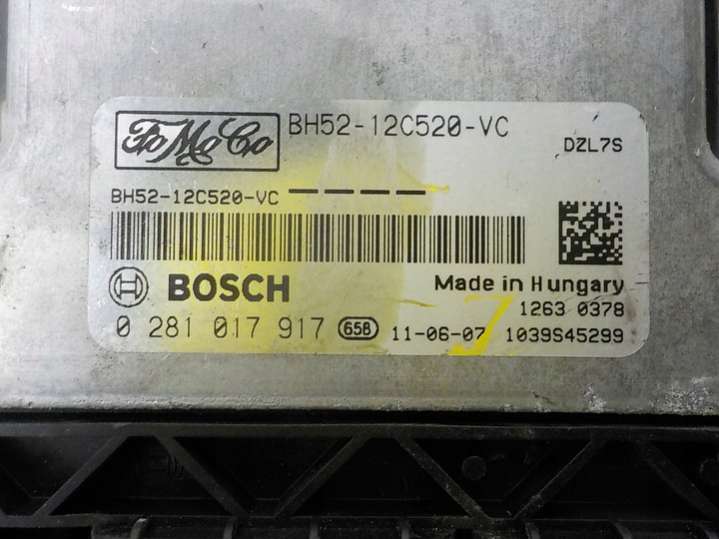 FoMoCo BH52-12C520-VC DZL7S
BH52-12C520-VC ————
BOSCH Made in Hungary
1263 0378
0 281 017 917 658 11-06-07 1039S45299